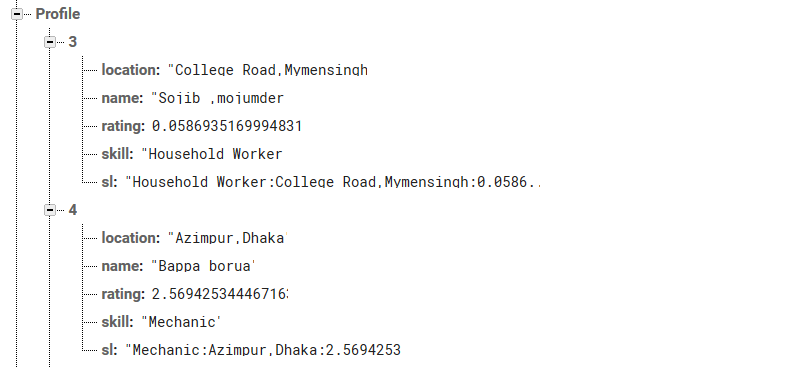 Profile
3
location: "College Road,Mymensingh
name: "Sojib ,mojumder
rating: 0.0586935169994831
skill: "Household Worker
sl: "Household Worker:College Road,Mymensingh:0.0586..
4
location: "Azimpur,Dhaka'
name: "Bappa borua'
rating: 2.569425344467163
skill: "Mechanic'
sl: "Mechanic:Azimpur,Dhaka:2.5694253